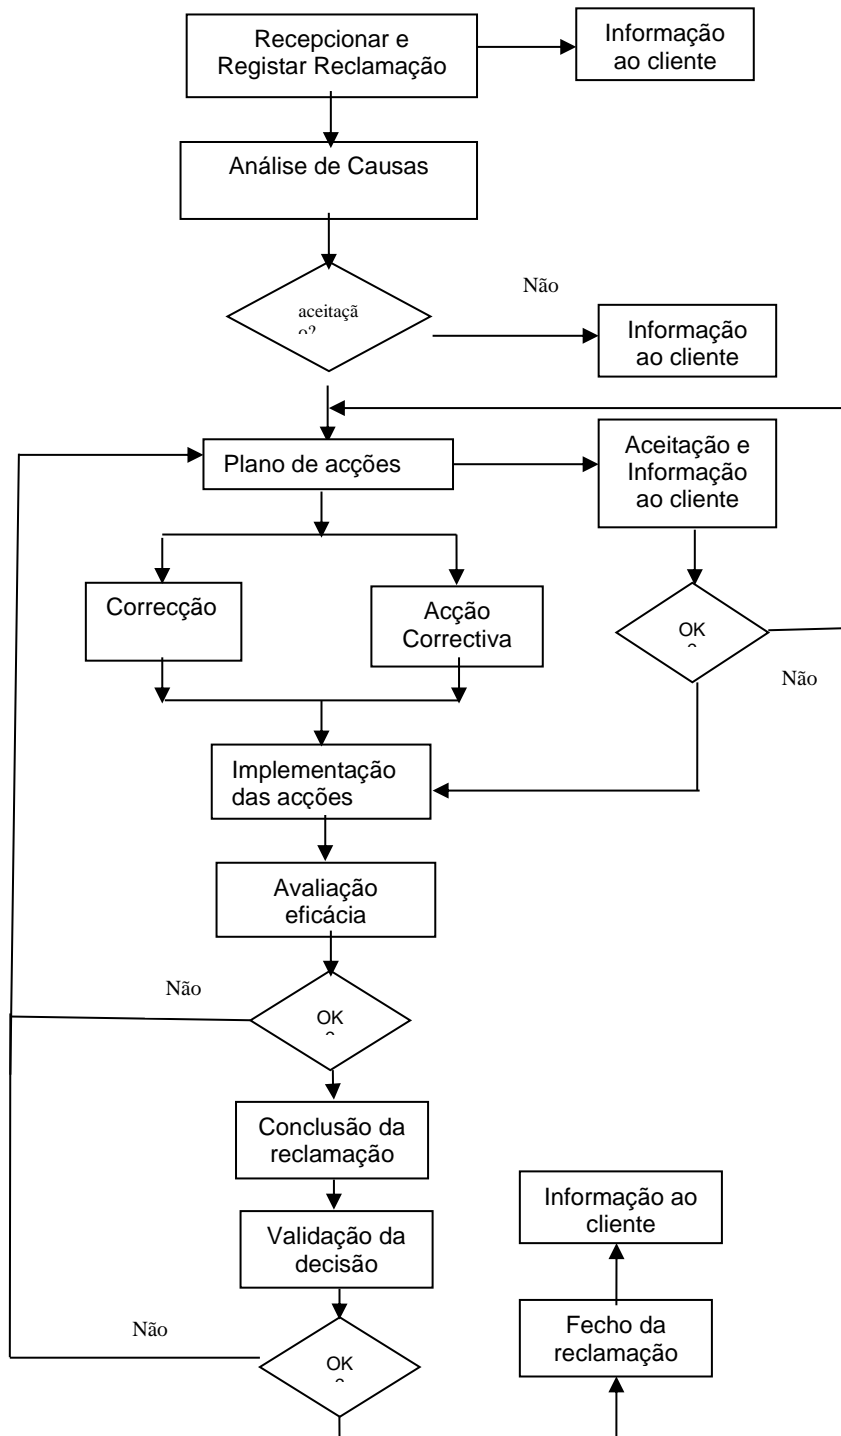 Recepcionar e
Registar Reclamação
Informação
ao cliente
Análise de Causas
Não
aceitaçã
o?
Informação
ao cliente
Plano de acções
Aceitação e
Informação
ao cliente
Correcção
Acção
Correctiva
OK
Não
Implementação
das acções
Avaliação
eficácia
Não
OK
Conclusão da
reclamação
Validação da
decisão
Informação ao
cliente
Não
OK
Fecho da
reclamação